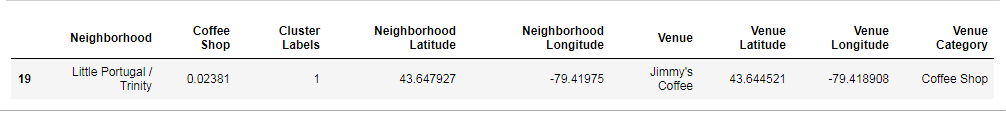 Neighborhood Coffee Shop Cluster Labels Neighborhood Latitude Neighborhood Longitude Venue Venue Latitude Venue Longitude Venue Category
19 Little Portugal / Trinity 0.02381 1 43.647927 -79.41975 Jimmy's Coffee 43.644521 -79.418908 Coffee Shop